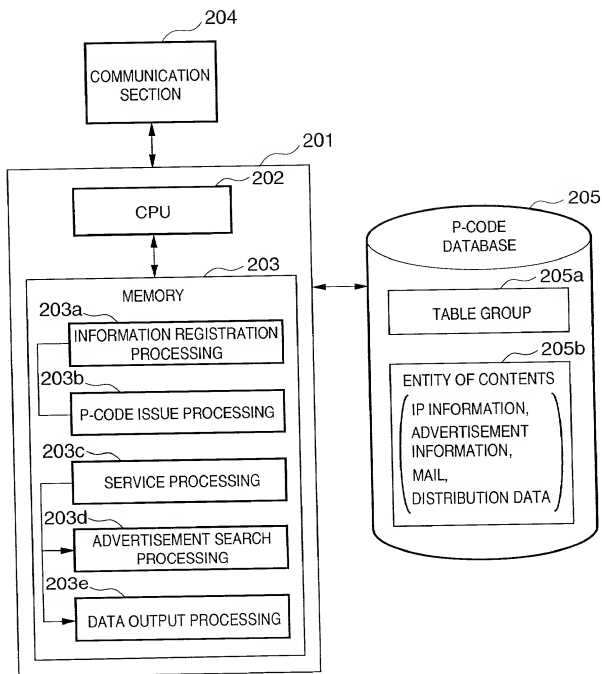 204
COMMUNICATION
SECTION
201
202
CPU
203
MEMORY
203a
INFORMATION REGISTRATION
PROCESSING
203b
P-CODE ISSUE PROCESSING
203c
SERVICE PROCESSING
203d
ADVERTISEMENT SEARCH
PROCESSING
203e
DATA OUTPUT PROCESSING
205
P-CODE
DATABASE
205a
TABLE GROUP
205b
ENTITY OF CONTENTS
IP INFORMATION,
ADVERTISEMENT
INFORMATION,
MAIL,
DISTRIBUTION DATA